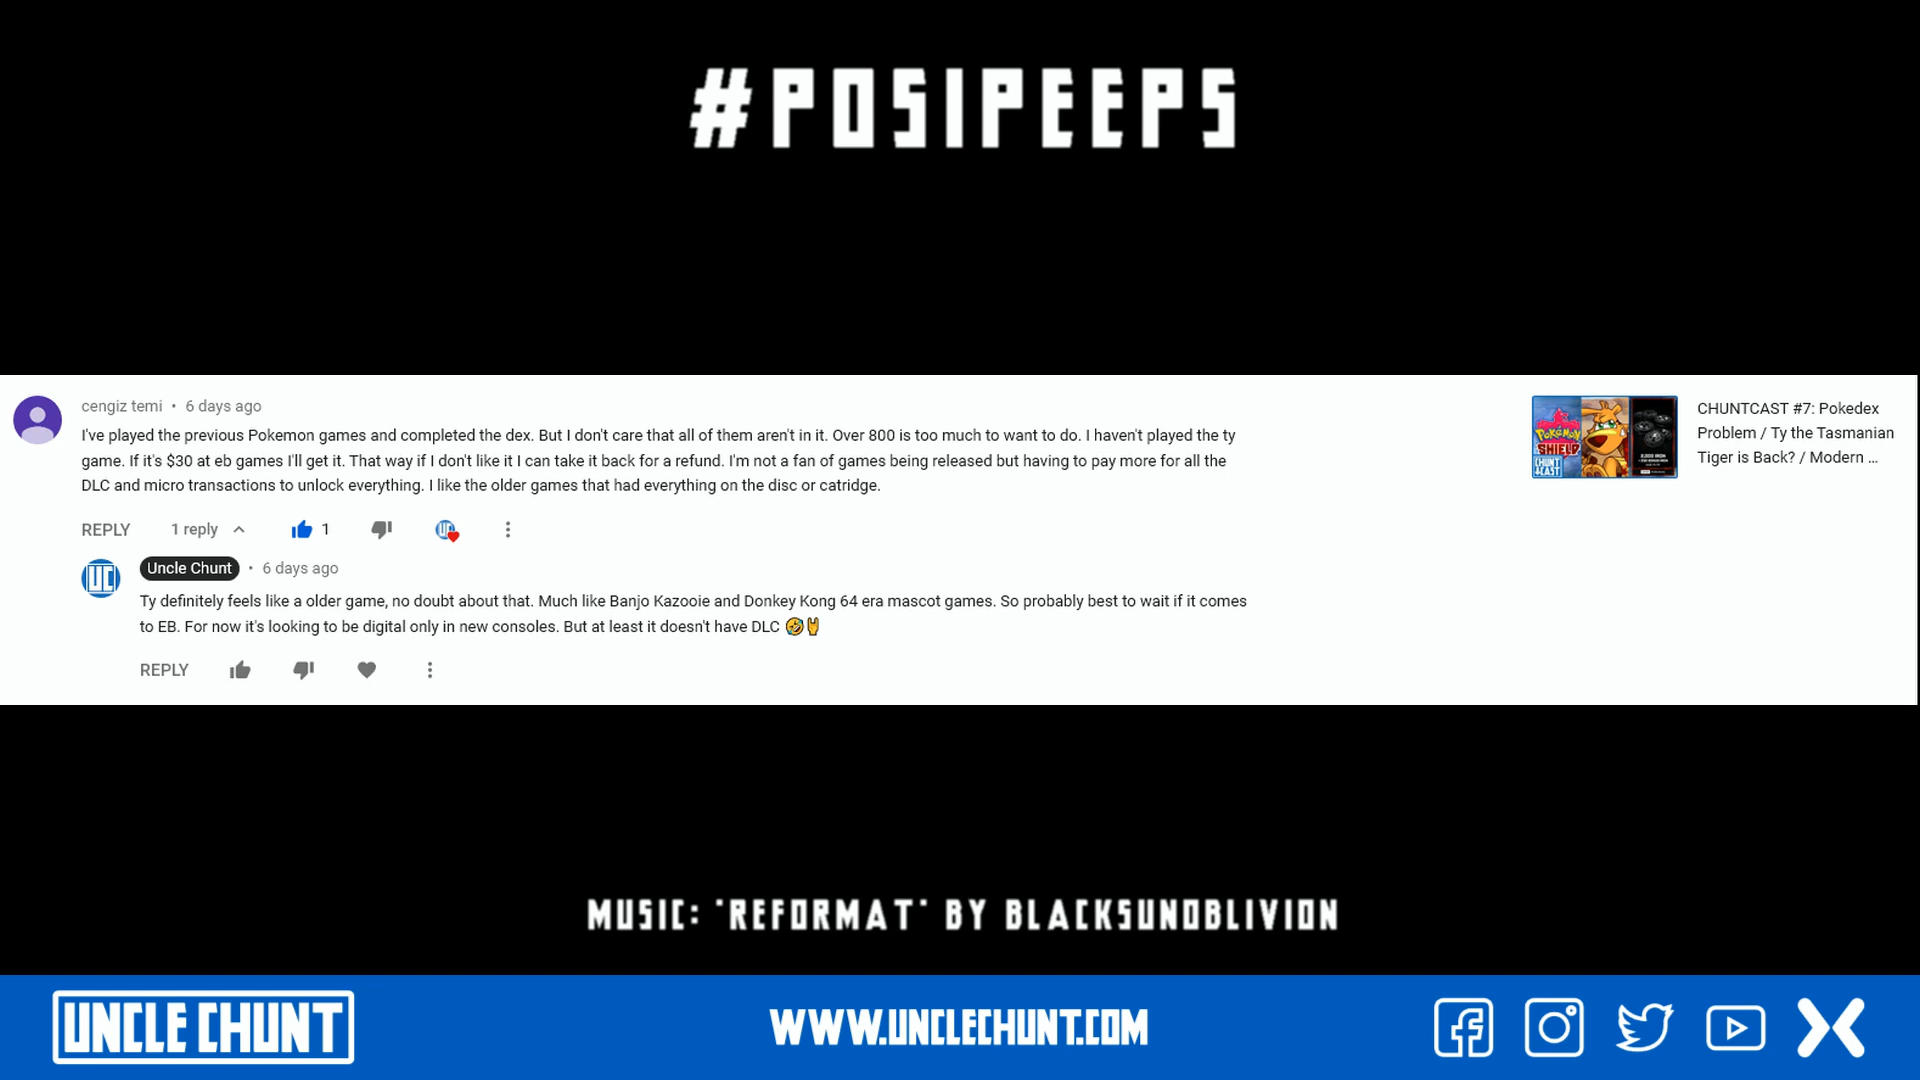 #POSIPEEPS
cengiz temi • 6 days ago
I've played the previous Pokemon games and completed the dex. But I don't care that all of them aren't in it. Over 800 is too much to want to do. I haven't played the ty
game. If it's $30 at eb games I'll get it. That way if I don't like it I can take it back for a refund. I'm not a fan of games being released but having to pay more for all the
DLC and micro transactions to unlock everything. I like the older games that had everything on the disc or catridge.
REPLY 1 reply 1
CHUNTCAST #7: Pokedex
Problem / Ty the Tasmanian
Tiger is Back? / Modern ...
POKÉMON
SHIELD
CHUNT
CAST
UC Uncle Chunt • 6 days ago
Ty definitely feels like a older game, no doubt about that. Much like Banjo Kazooie and Donkey Kong 64 era mascot games. So probably best to wait if it comes
to EB. For now it's looking to be digital only in new consoles. But at least it doesn't have DLC 🤣🤘
REPLY
MUSIC: "REFORMAT" BY BLACKSUNOBLIVION
UNCLE CHUNT
WWW.UNCLECHUNT.COM